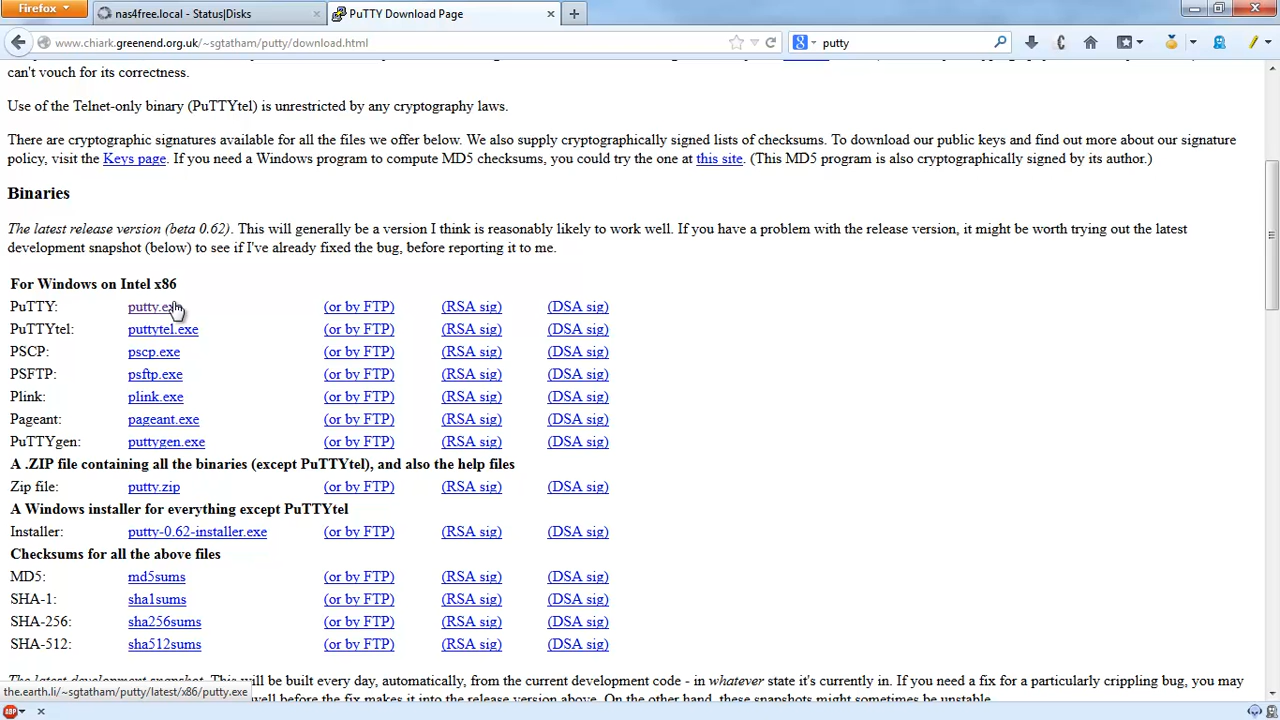 Firefox
nas4free.local - Status|Disks
PuTTY Download Page
www.chiark.greenend.org.uk/~sgtatham/putty/download.html
putty
can't vouch for its correctness.
Use of the Telnet-only binary (PuTTYtel) is unrestricted by any cryptography laws.
There are cryptographic signatures available for all the files we offer below. We also supply cryptographically signed lists of checksums. To download our public keys and find out more about our signature
policy, visit the Keys page. If you need a Windows program to compute MD5 checksums, you could try the one at this site. (This MD5 program is also cryptographically signed by its author.)
Binaries
The latest release version (beta 0.62). This will generally be a version I think is reasonably likely to work well. If you have a problem with the release version, it might be worth trying out the latest
development snapshot (below) to see if I've already fixed the bug, before reporting it to me.
For Windows on Intel x86
PuTTY: putty.exe (or by FTP) (RSA sig) (DSA sig)
PuTTYtel: puttytel.exe (or by FTP) (RSA sig) (DSA sig)
PSCP: pscp.exe (or by FTP) (RSA sig) (DSA sig)
PSFTP: psftp.exe (or by FTP) (RSA sig) (DSA sig)
Plink: plink.exe (or by FTP) (RSA sig) (DSA sig)
Pageant: pageant.exe (or by FTP) (RSA sig) (DSA sig)
PuTTYgen: puttygen.exe (or by FTP) (RSA sig) (DSA sig)
A .ZIP file containing all the binaries (except PuTTYtel), and also the help files
Zip file: putty.zip (or by FTP) (RSA sig) (DSA sig)
A Windows installer for everything except PuTTYtel
Installer: putty-0.62-installer.exe (or by FTP) (RSA sig) (DSA sig)
Checksums for all the above files
MD5: md5sums (or by FTP) (RSA sig) (DSA sig)
SHA-1: sha1sums (or by FTP) (RSA sig) (DSA sig)
SHA-256: sha256sums (or by FTP) (RSA sig) (DSA sig)
SHA-512: sha512sums (or by FTP) (RSA sig) (DSA sig)
The latest development snapshot. This will be built every day, automatically, from the current development code - in whatever state it's currently in. If you need a fix for a particularly crippling bug, you may
the.earth.li/~sgtatham/putty/latest/x86/putty.exe
well before the fix makes it into the release version above. On the other hand, these snapshots might sometimes be unstable.
ABP